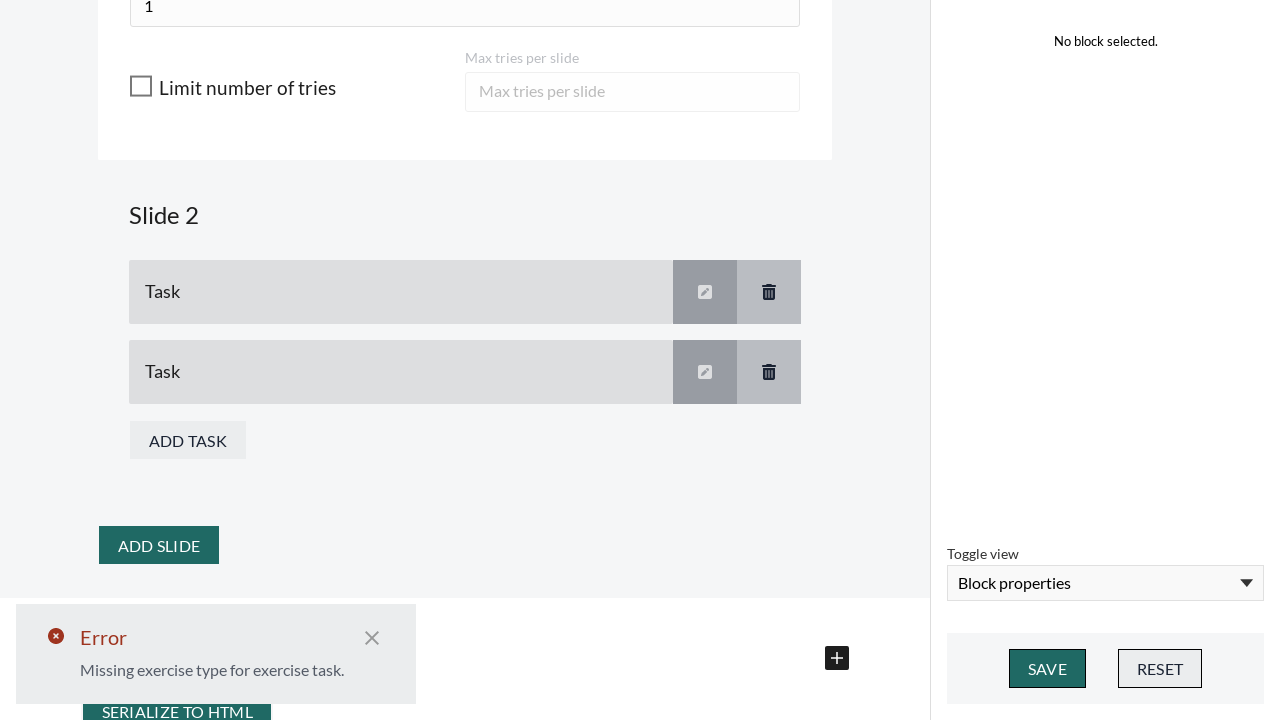 1
Max tries per slide
Limit number of tries
Max tries per slide
Slide 2
Task
Task
ADD TASK
ADD SLIDE
Error
Missing exercise type for exercise task.
SERIALIZE TO HTML
No block selected.
Toggle view
Block properties
SAVE
RESET